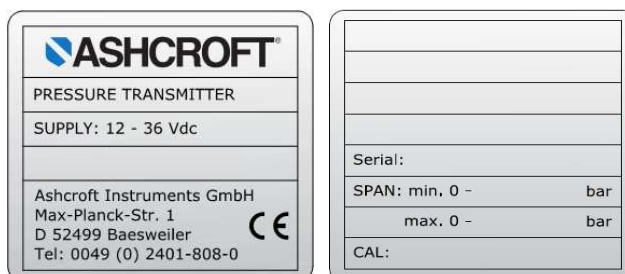 ASHCROFT®
PRESSURE TRANSMITTER
SUPPLY: 12 - 36 Vdc
Ashcroft Instruments GmbH
Max-Planck-Str. 1
D 52499 Baesweiler
Tel: 0049 (0) 2401-808-0
CE
Serial:
SPAN: min. 0 - bar
max. 0 - bar
CAL: